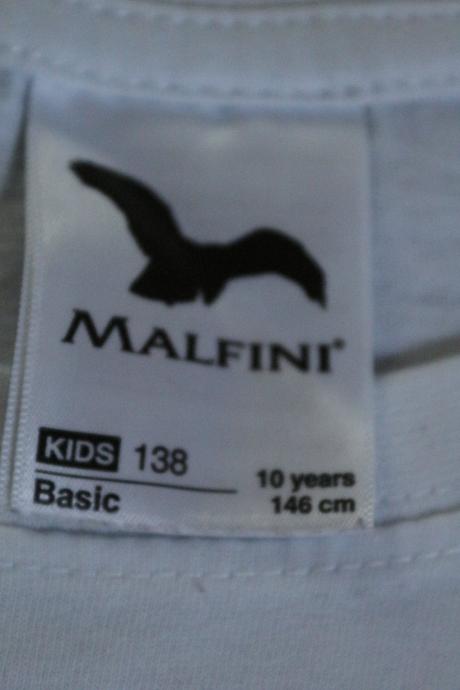 MALFINI®
KIDS 138
Basic
10 years
146 cm